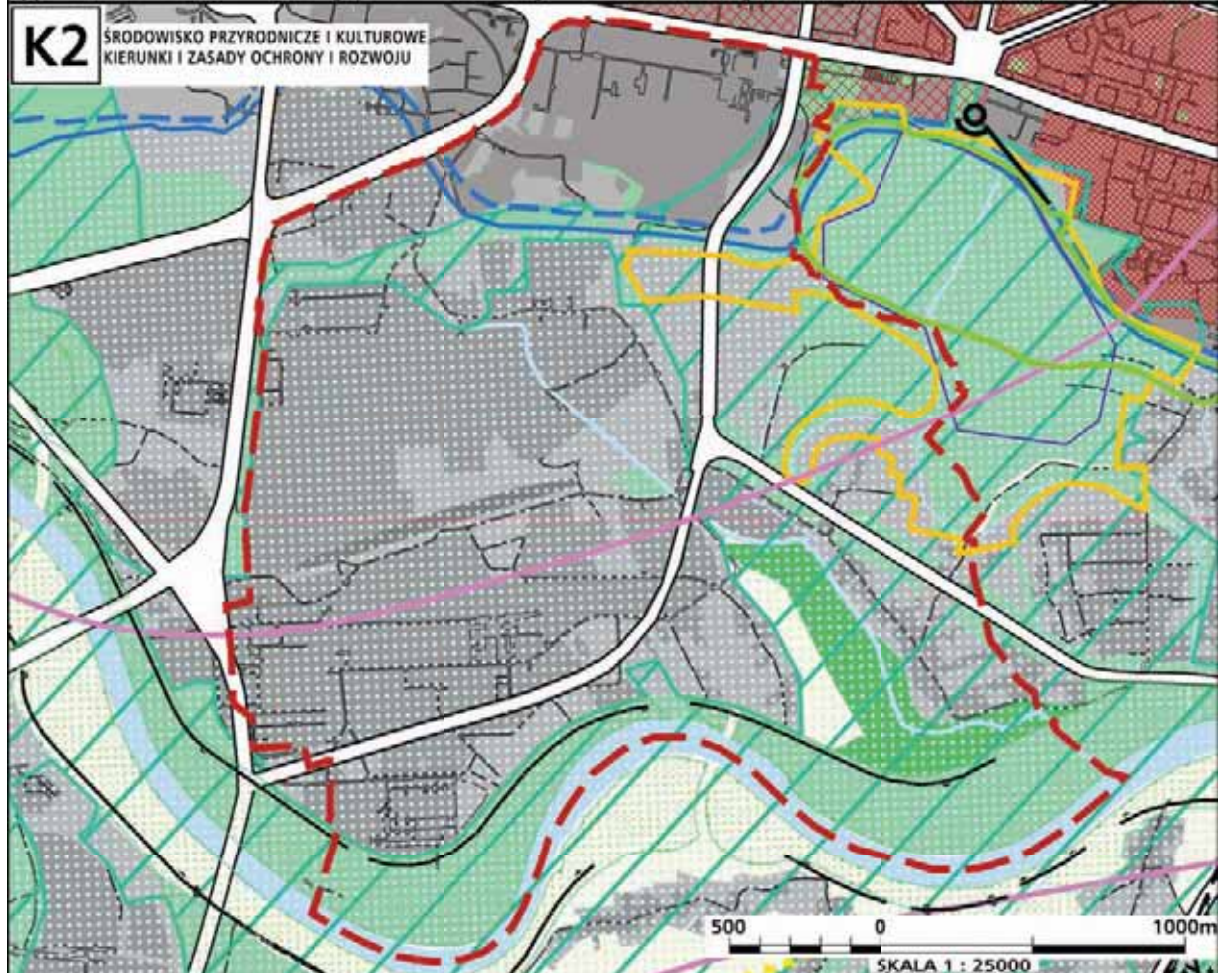 K2
ŚRODOWISKO PRZYRODNICZE I KULTUROWE
KIERUNKI I ZASADY OCHRONY I ROZWOJU
500 0 1000m
SKALA 1 : 25000